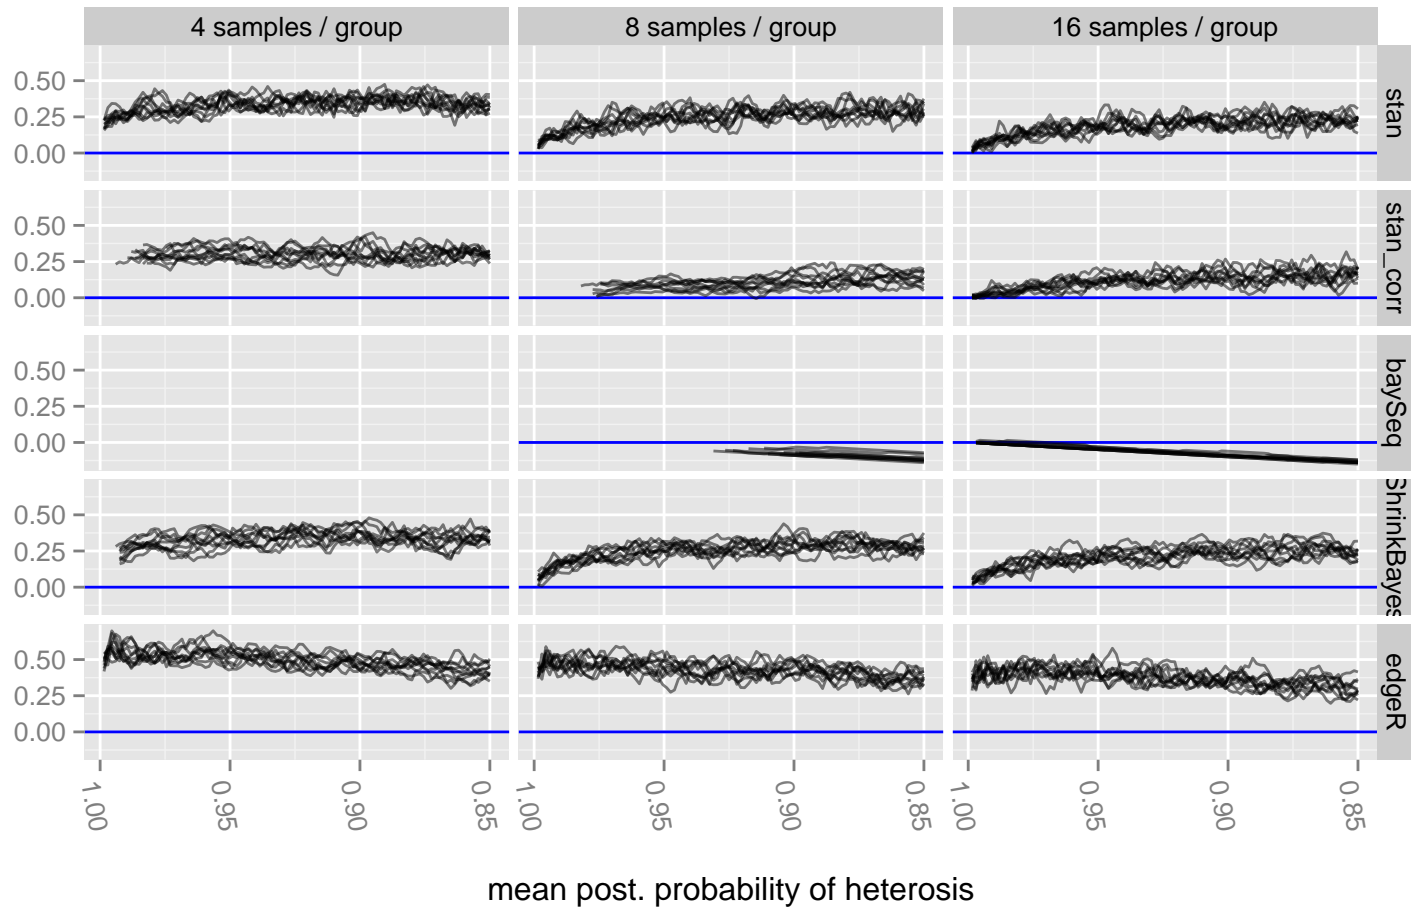 4 samples / group
8 samples / group
16 samples / group
0.50
0.25
0.00
stan
0.50
0.25
0.00
stan_corr
0.50
0.25
0.00
baySeq
0.50
0.25
0.00
ShrinkBayes
0.50
0.25
0.00
edgeR
1.00 0.95 0.90 0.85 1.00 0.95 0.90 0.85 1.00 0.95 0.90 0.85
mean post. probability of heterosis